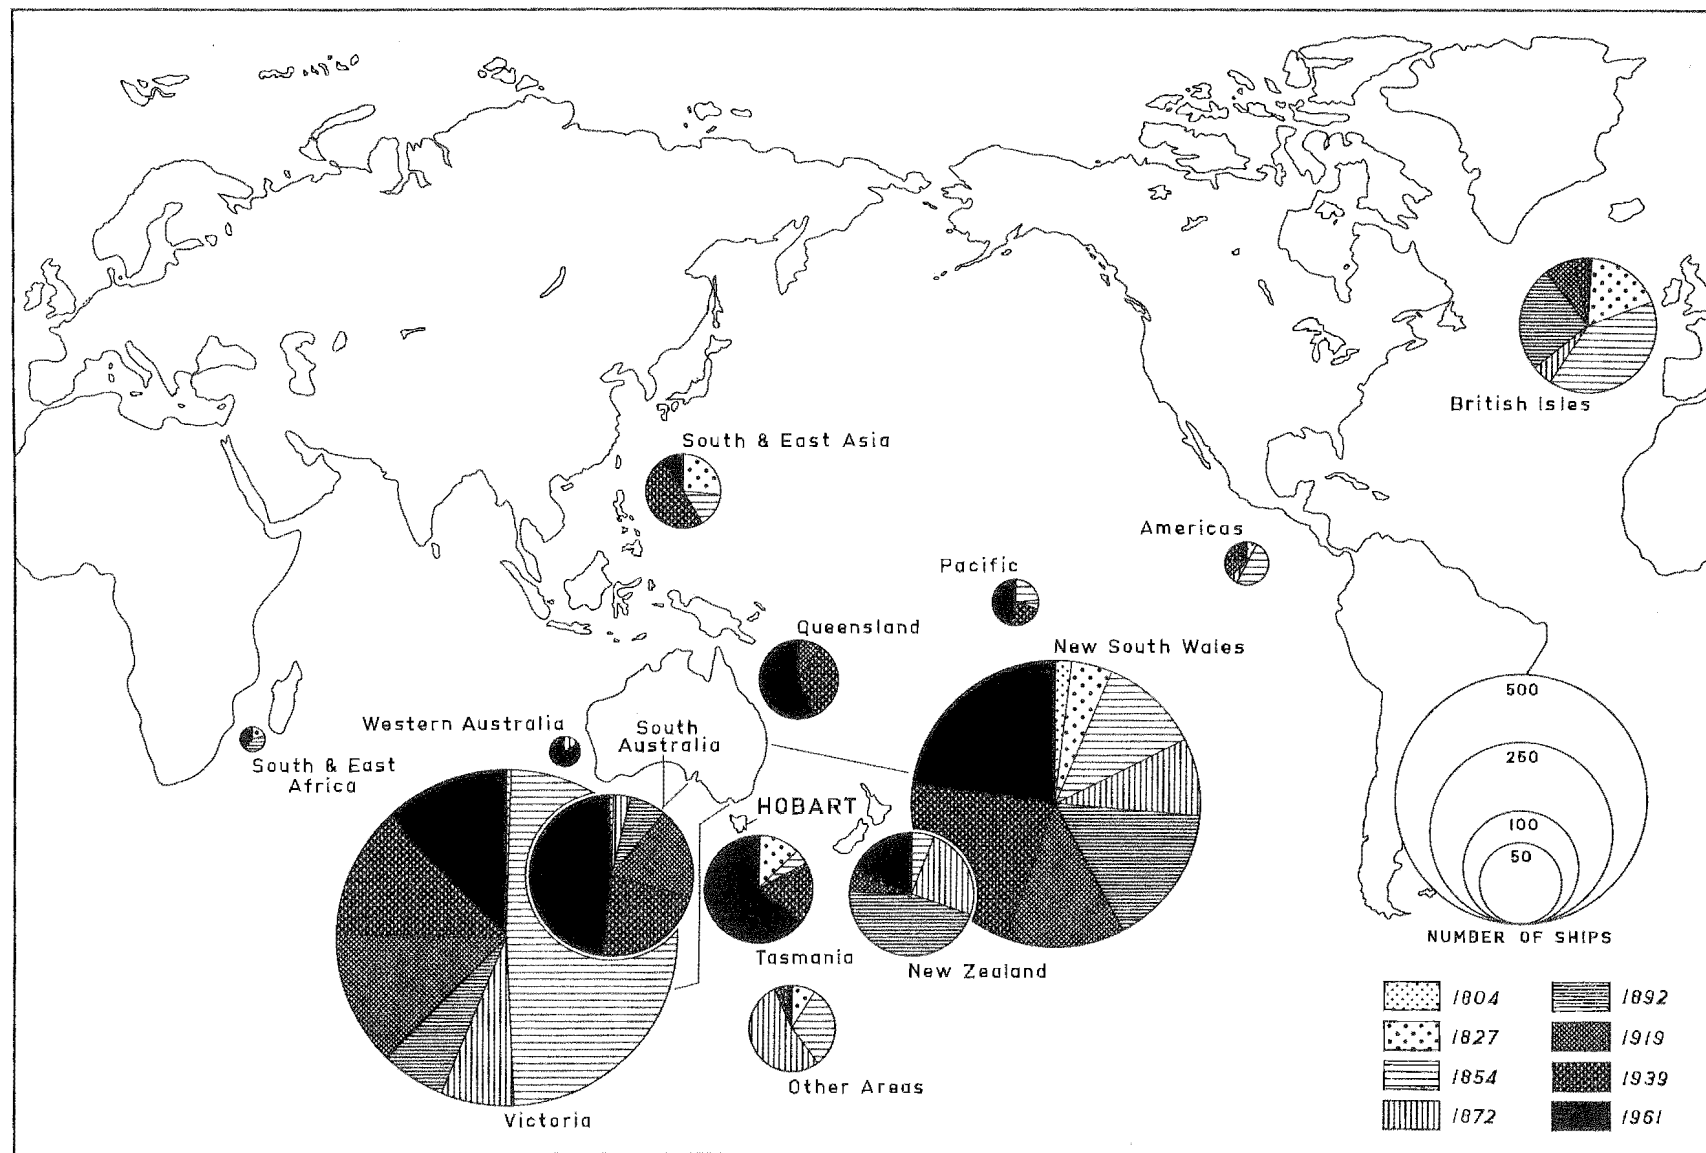 British Isles
South & East Asia
Americas
Pacific
Queensland
New South Wales
Western Australia
South
Australia
South & East
Africa
HOBART
Tasmania
New Zealand
Other Areas
Victoria
500
250
100
50
NUMBER OF SHIPS
1804
1827
1854
1872
1892
1919
1939
1961